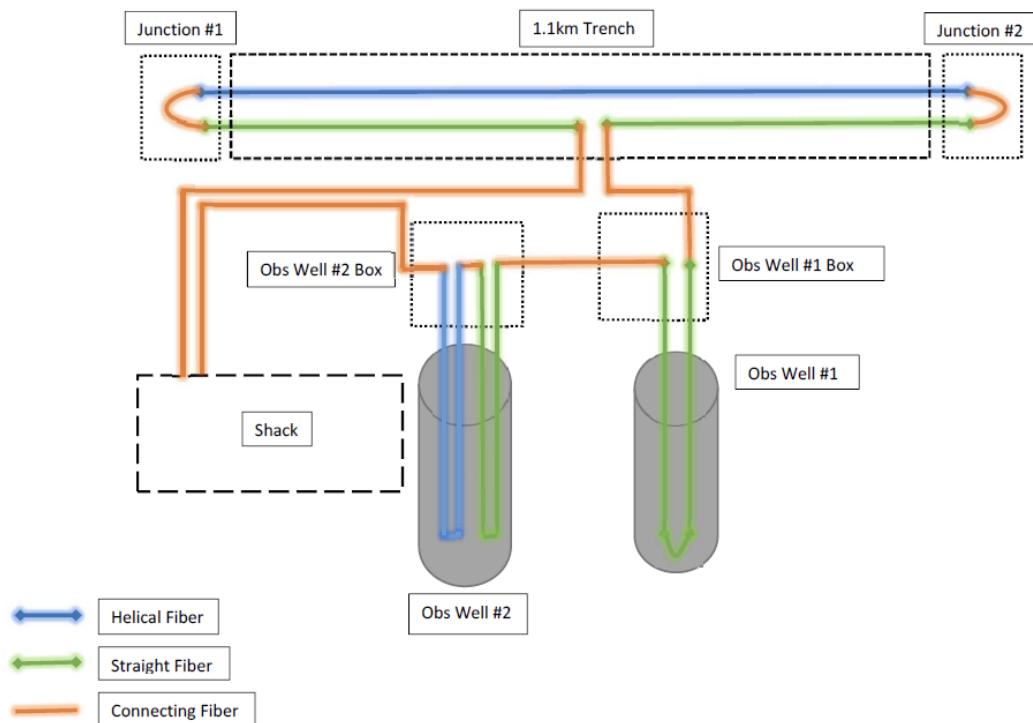 Junction #1
1.1km Trench
Junction #2
Obs Well #2 Box
Obs Well #1 Box
Obs Well #1
Shack
Obs Well #2
Helical Fiber
Straight Fiber
Connecting Fiber